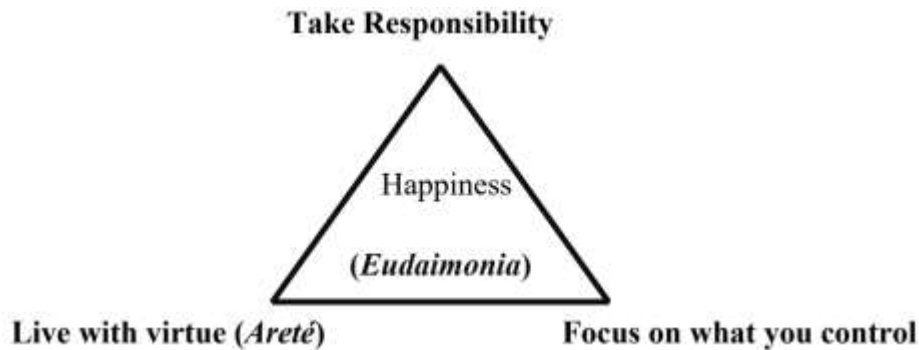 Take Responsibility
Happiness
(Eudaimonia)
Live with virtue (Areté)
Focus on what you control